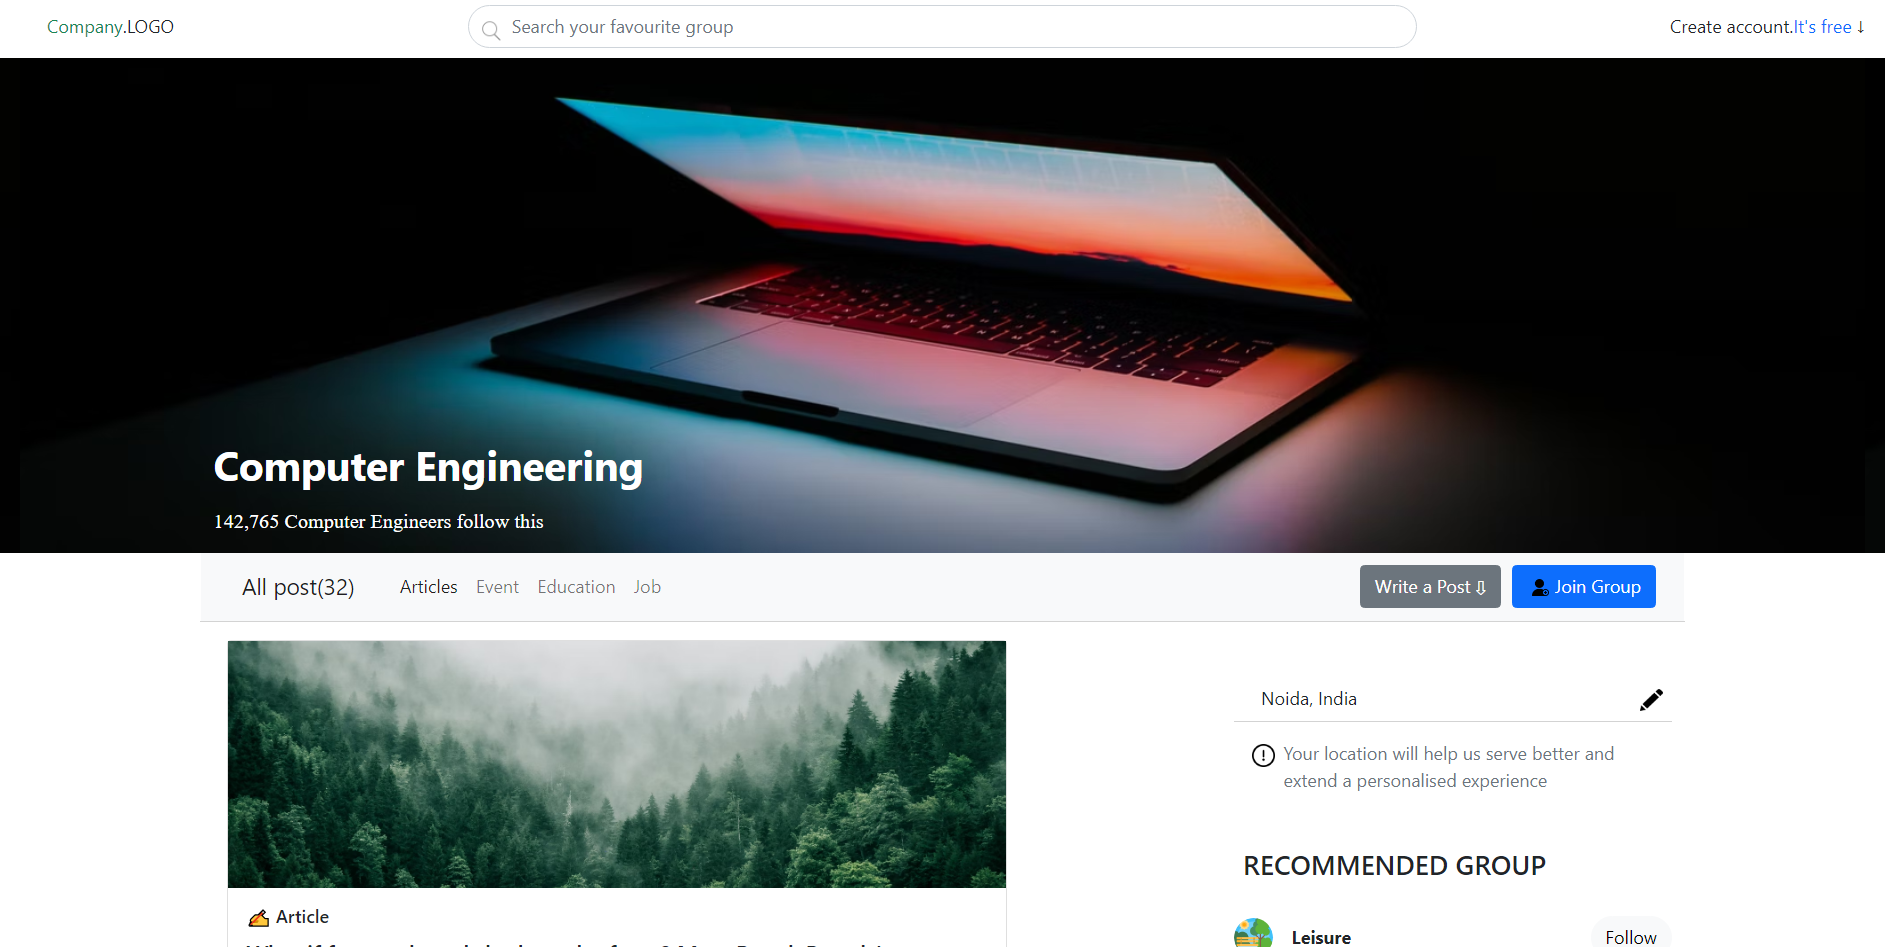 Company.LOGO
Search your favourite group
Create account.It's free ↓
Computer Engineering
142,765 Computer Engineers follow this
All post(32) Articles Event Education Job
Write a Post ⇩ Join Group
Noida, India
Your location will help us serve better and
extend a personalised experience
RECOMMENDED GROUP
✍️ Article
Leisure Follow